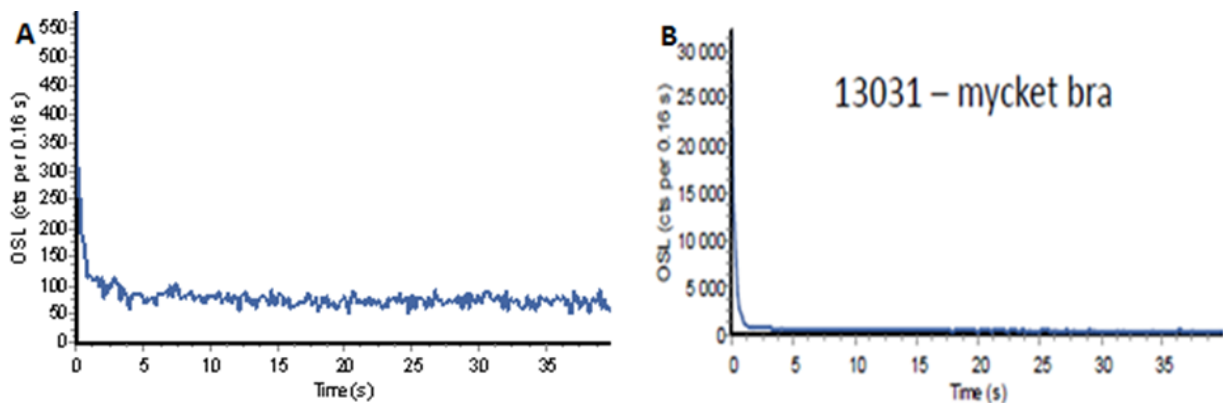 A
OSL (cts per 0.16 s)
550
500
450
400
350
300
250
200
150
100
50
0
0 5 10 15 20 25 30 35
Time (s)
B
13031 – mycket bra
OSL (cts per 0.16 s)
30 000
25 000
20 000
15 000
10 000
5 000
0
0 5 10 15 20 25 30 35
Time (s)